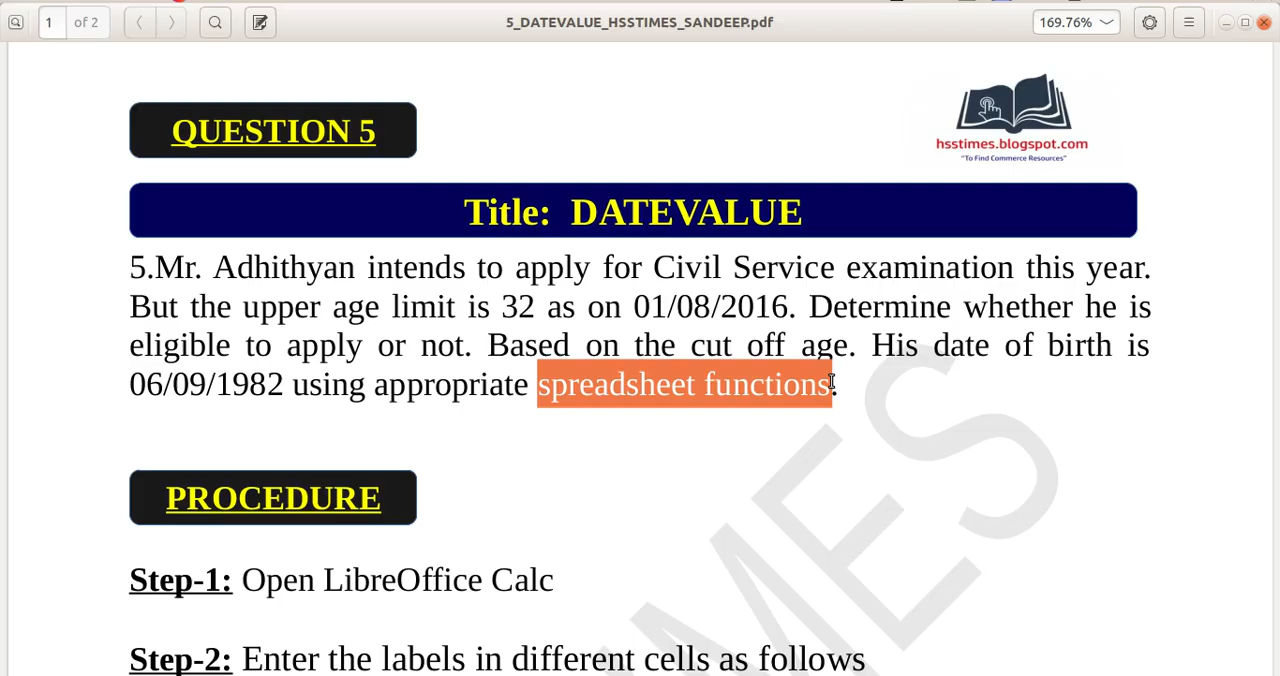 1 of 2 5_DATEVALUE_HSSTIMES_SANDEEP.pdf 169.76%
QUESTION 5
hsstimes.blogspot.com
"To Find Commerce Resources"
Title: DATEVALUE
5.Mr. Adhithyan intends to apply for Civil Service examination this year.
But the upper age limit is 32 as on 01/08/2016. Determine whether he is
eligible to apply or not. Based on the cut off age. His date of birth is
06/09/1982 using appropriate spreadsheet functions.
PROCEDURE
Step-1: Open LibreOffice Calc
Step-2: Enter the labels in different cells as follows
MES